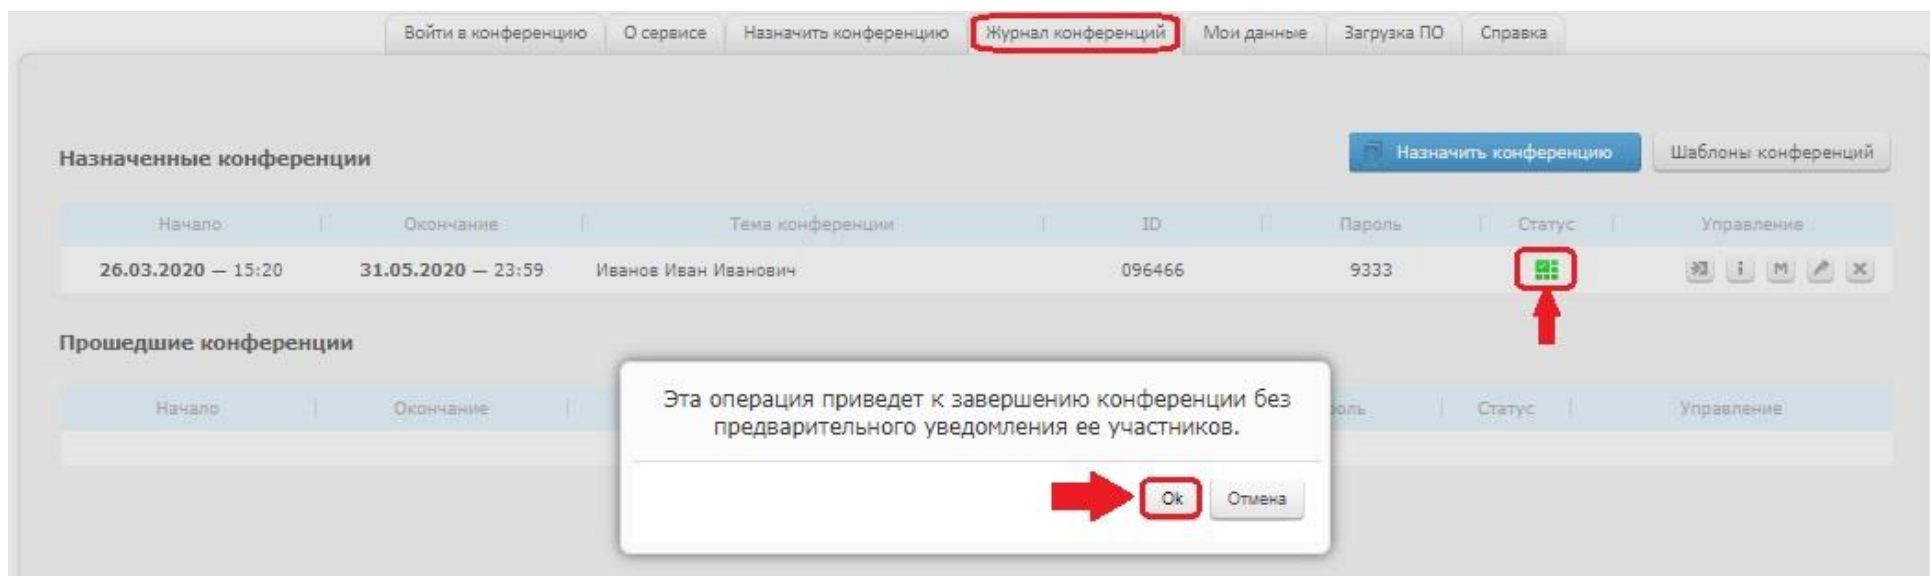 Войти в конференцию О сервисе Назначить конференцию Журнал конференций Мои данные Загрузка ПО Справка
Назначенные конференции Назначить конференцию Шаблоны конференций
Начало Окончание Тема конференции ID Пароль Статус Управление
26.03.2020 — 15:20 31.05.2020 — 23:59 Иванов Иван Иванович 096466 9333 i M
Прошедшие конференции
Начало Окончание Статус Управление
Эта операция приведет к завершению конференции без
предварительного уведомления ее участников.
Ok Отмена